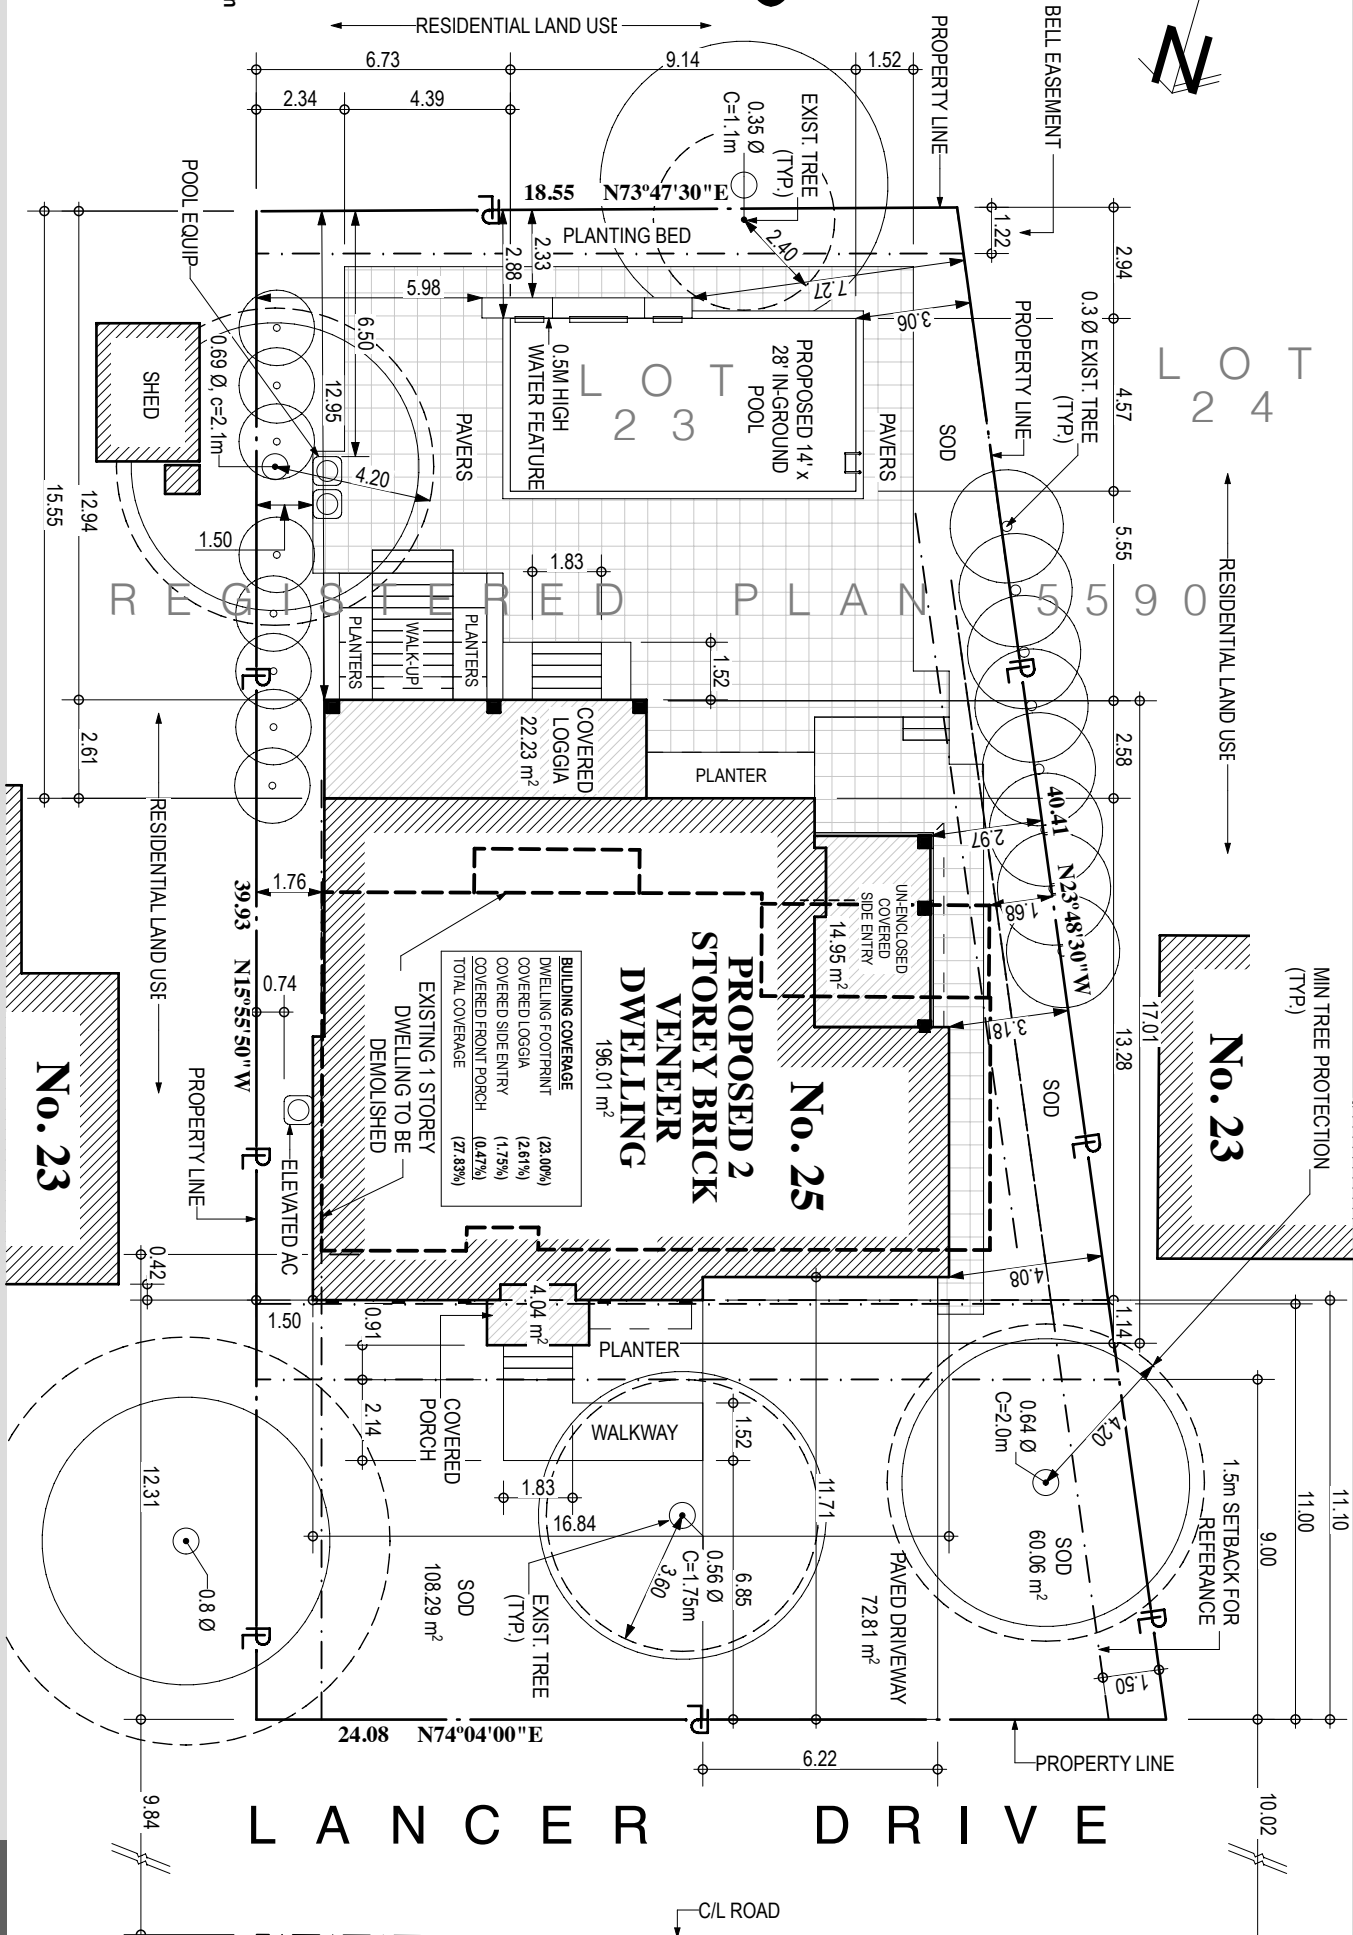 RESIDENTIAL LAND USE
6.73
9.14
1.52
2.34
4.39
PROPERTY LINE
BELL EASEMENT
N
EXIST. TREE
(TYP.)
0.35 Ø
C=1.1m
POOL EQUIP
18.55 N73°47'30"E
PLANTING BED
2.40
1.22
2.94
2.33
2.88
5.98
7.27
3.06
6.50
12.95
PROPERTY LINE
0.3 Ø EXIST. TREE
(TYP.)
LOT
24
LOT
23
4.57
SHED
0.69 Ø, c=2.1m
0.5M HIGH
WATER FEATURE
PROPOSED 14' x
28' IN-GROUND
POOL
PAVERS
PAVERS
SOD
4.20
15.55
12.94
1.50
5.55
1.83
RESIDENTIAL LAND USE
REGISTERED PLAN 5590
PLANTERS
WALK-UP
PLANTERS
1.52
COVERED
LOGGIA
22.23 m²
2.61
2.58
PLANTER
RESIDENTIAL LAND USE
40.41 N23°48'30"W
2.97
1.68
3.18
1.76
39.93 N15°55'50"W
0.74
UN-ENCLOSED
COVERED
SIDE ENTRY
14.95 m²
No. 25
PROPOSED 2
STOREY BRICK
VENEER
DWELLING
196.01 m²
BUILDING COVERAGE
DWELLING FOOTPRINT (23.00%)
COVERED LOGGIA (2.61%)
COVERED SIDE ENTRY (1.75%)
COVERED FRONT PORCH (0.47%)
TOTAL COVERAGE (27.83%)
EXISTING 1 STOREY
DWELLING TO BE
DEMOLISHED
17.01
13.28
MIN TREE PROTECTION
(TYP.)
No. 23
No. 23
SOD
PROPERTY LINE
ELEVATED AC
0.42
4.08
1.50
0.91
4.04 m²
PLANTER
1.14
2.14
COVERED
PORCH
WALKWAY
1.52
1.83
16.84
11.71
0.64 Ø
C=2.0m
4.20
1.5m SETBACK FOR
REFERANCE
9.00
11.00
11.10
12.31
0.8 Ø
SOD
108.29 m²
EXIST. TREE
(TYP.)
0.56 Ø
C=1.75m
3.60
6.85
PAVED DRIVEWAY
72.81 m²
SOD
60.06 m²
1.50
24.08 N74°04'00"E
6.22
PROPERTY LINE
9.84
10.02
LANCER DRIVE
C/L ROAD